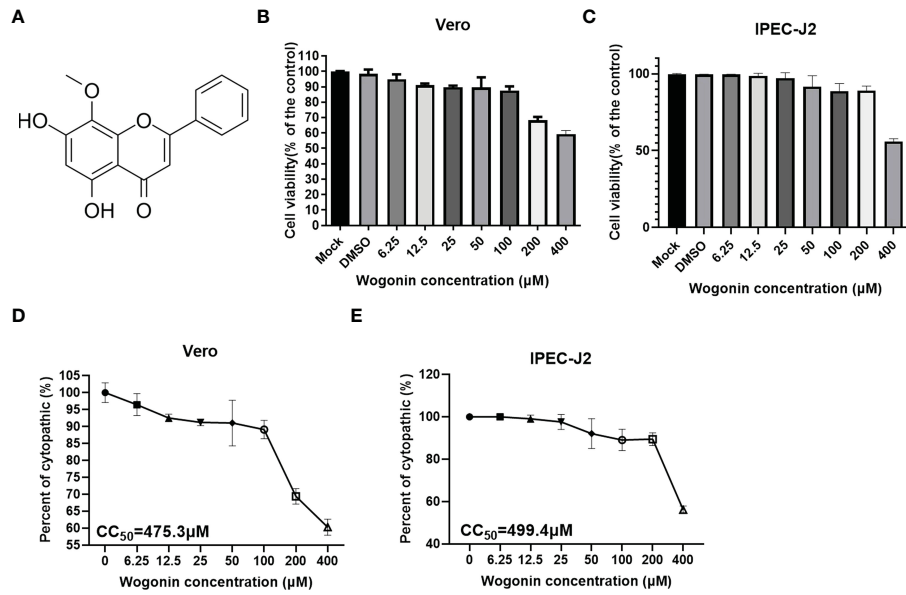 A
O
HO
O
OH
O
B
Vero
Cell viability(% of the control)
110
100
90
80
70
60
50
40
30
20
10
0
Mock DMSO 6.25 12.5 25 50 100 200 400
Wogonin concentration (µM)
C
IPEC-J2
Cell viability(% of the control)
100
50
0
Mock DMSO 6.25 12.5 25 50 100 200 400
Wogonin concentration (µM)
D
Vero
Percent of cytopathic (%)
105
100
95
90
85
80
75
70
65
60
55
CC50=475.3µM
0 6.25 12.5 25 50 100 200 400
Wogonin concentration (µM)
E
IPEC-J2
Percent of cytopathic (%)
120
100
80
60
40
CC50=499.4µM
0 6.25 12.5 25 50 100 200 400
Wogonin concentration (µM)